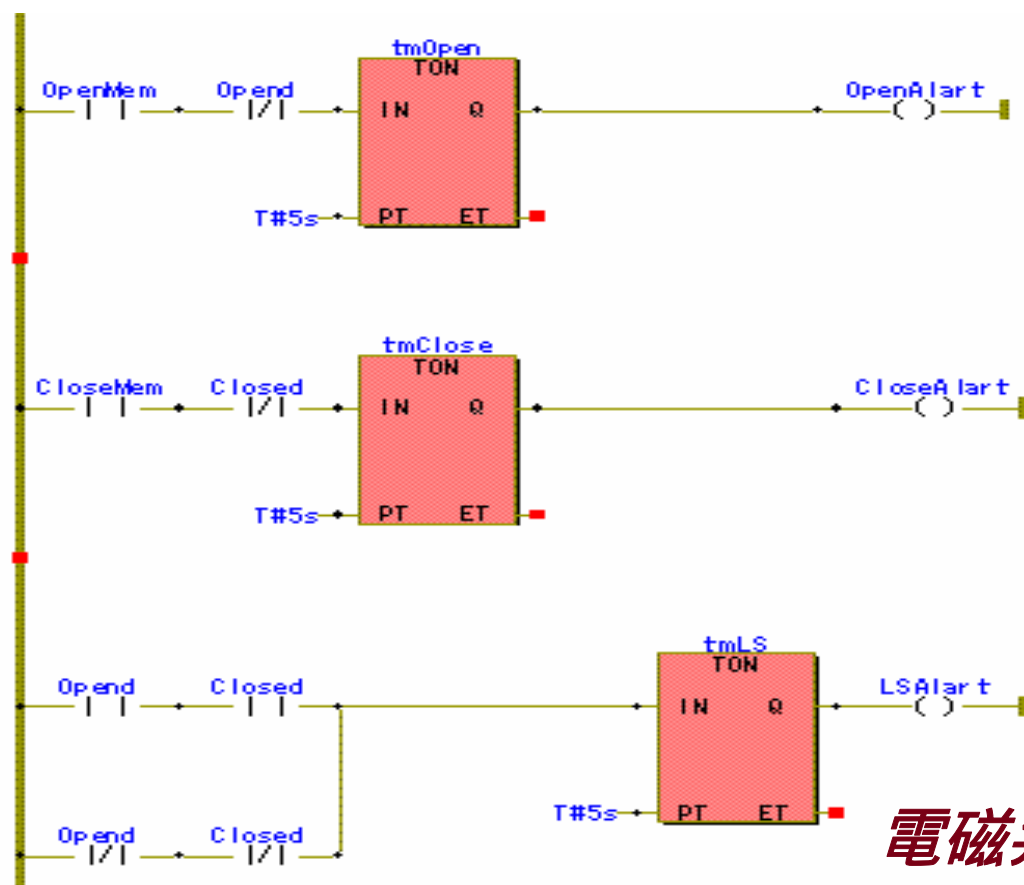 tmOpen
TON
OpenMem Opend OpenAlart
IN Q
T#5s PT ET
tmClose
TON
CloseMem Closed CloseAlart
IN Q
T#5s PT ET
tmLS
TON
Opend Closed LSAlart
IN Q
T#5s PT ET
Opend Closed
電磁